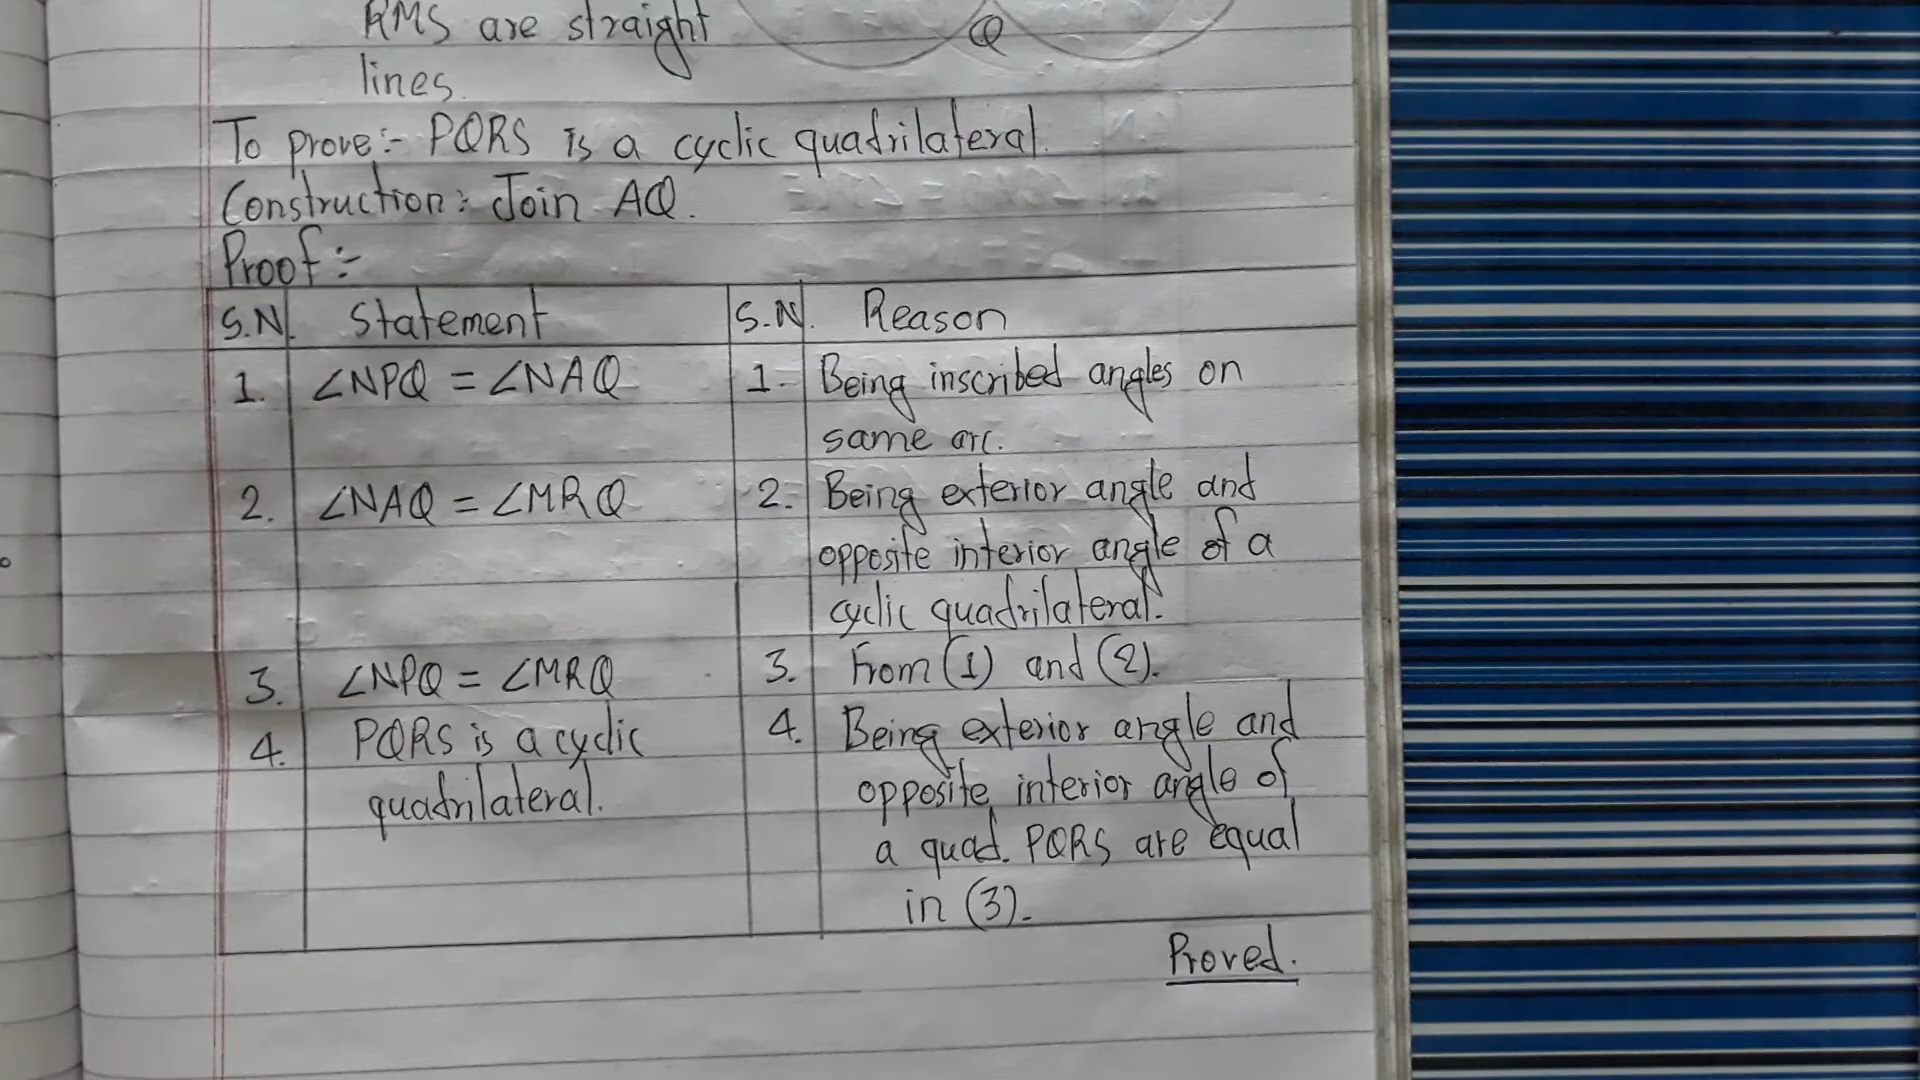 RMS are straight
Q
lines.
To prove:- PQRS is a cyclic quadrilateral.
Construction: Join AQ.
Proof:-
S.N. Statement S.N. Reason
1. ∠NPQ = ∠NAQ 1. Being inscribed angles on
same arc.
2. ∠NAQ = ∠MRQ 2. Being exterior angle and
opposite interior angle of a
cyclic quadrilateral.
3. ∠NPQ = ∠MRQ 3. From (1) and (2).
4. PQRS is a cyclic 4. Being exterior angle and
quadrilateral. opposite interior angle of
a quad. PQRS are equal
in (3).
Proved.